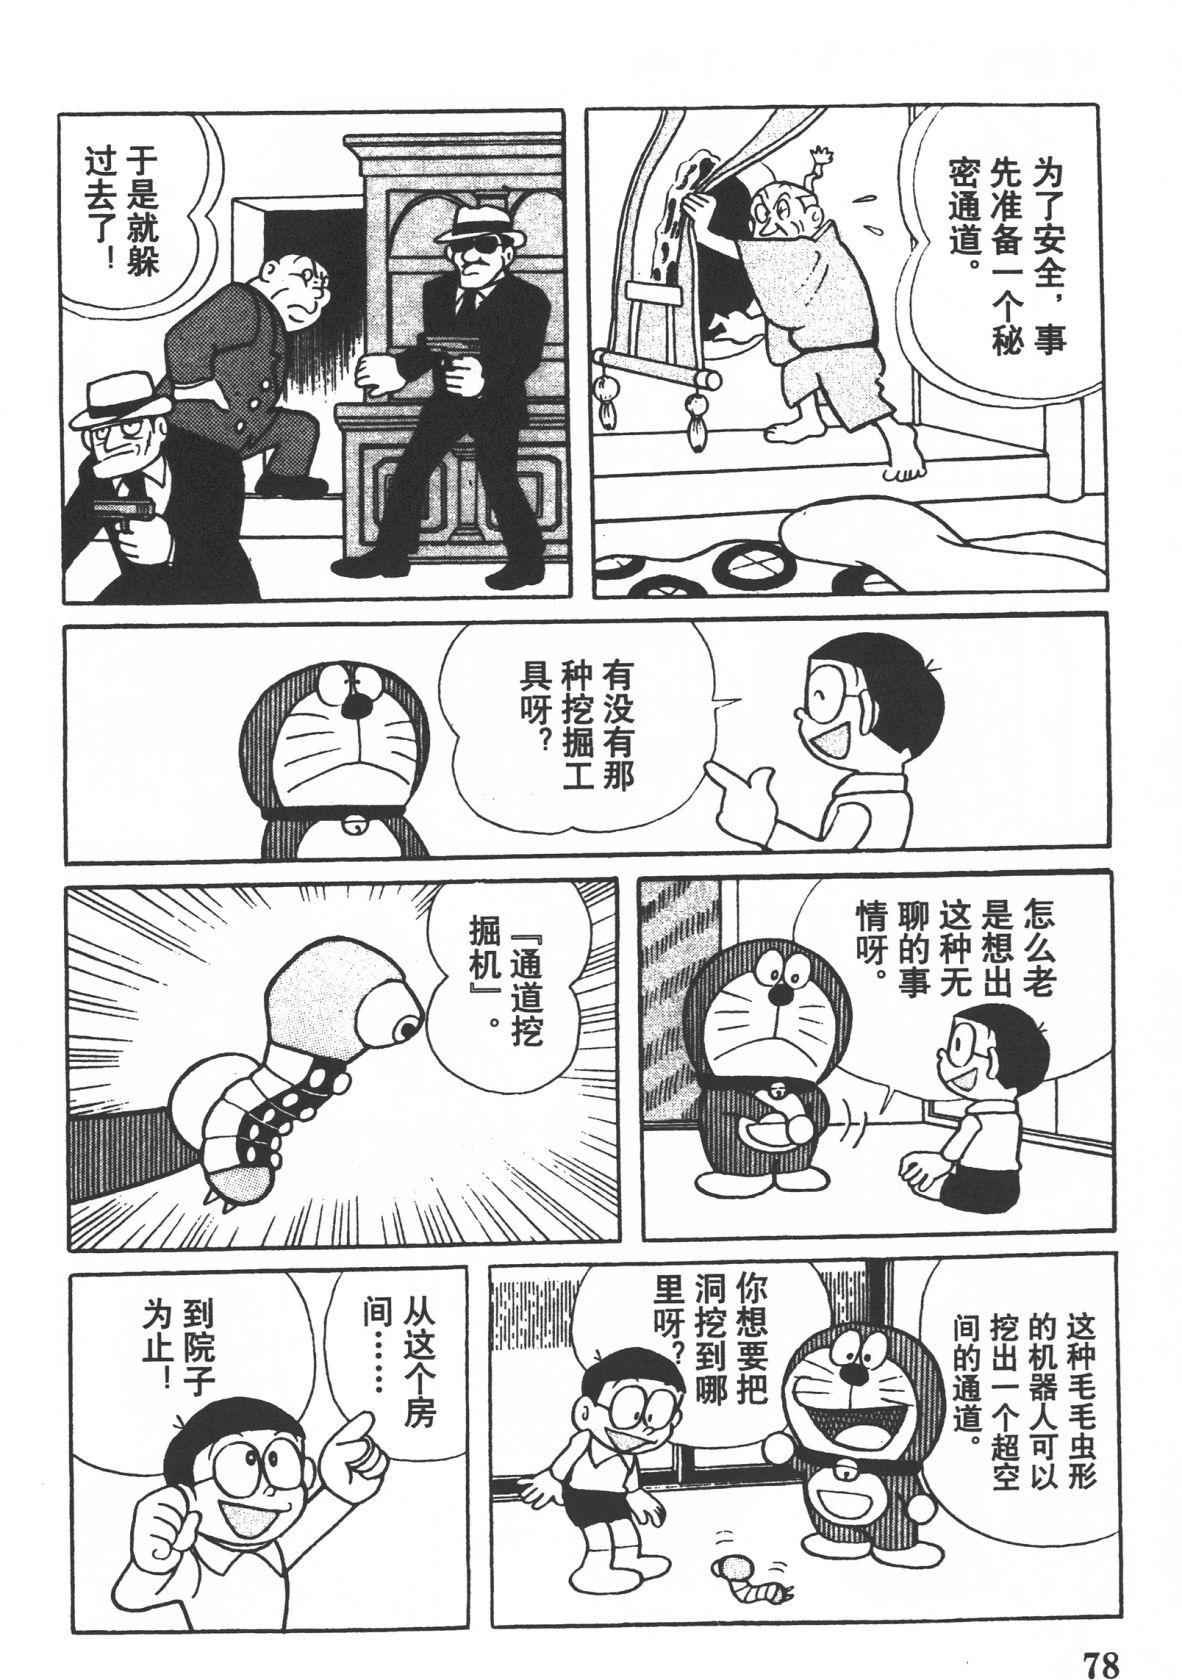 为了安全，事
先准备一个秘
密通道。
于是就躲
过去了！
有没有那
种挖掘工
具呀？
怎么老
是想出
这种无
聊的事
情呀。
『通道挖
掘机』。
这种毛毛虫形
的机器人可以
挖出一个超空
间的通道。
你想要把
洞挖到哪
里呀？
从这个房
间……
到院子
为止！
78